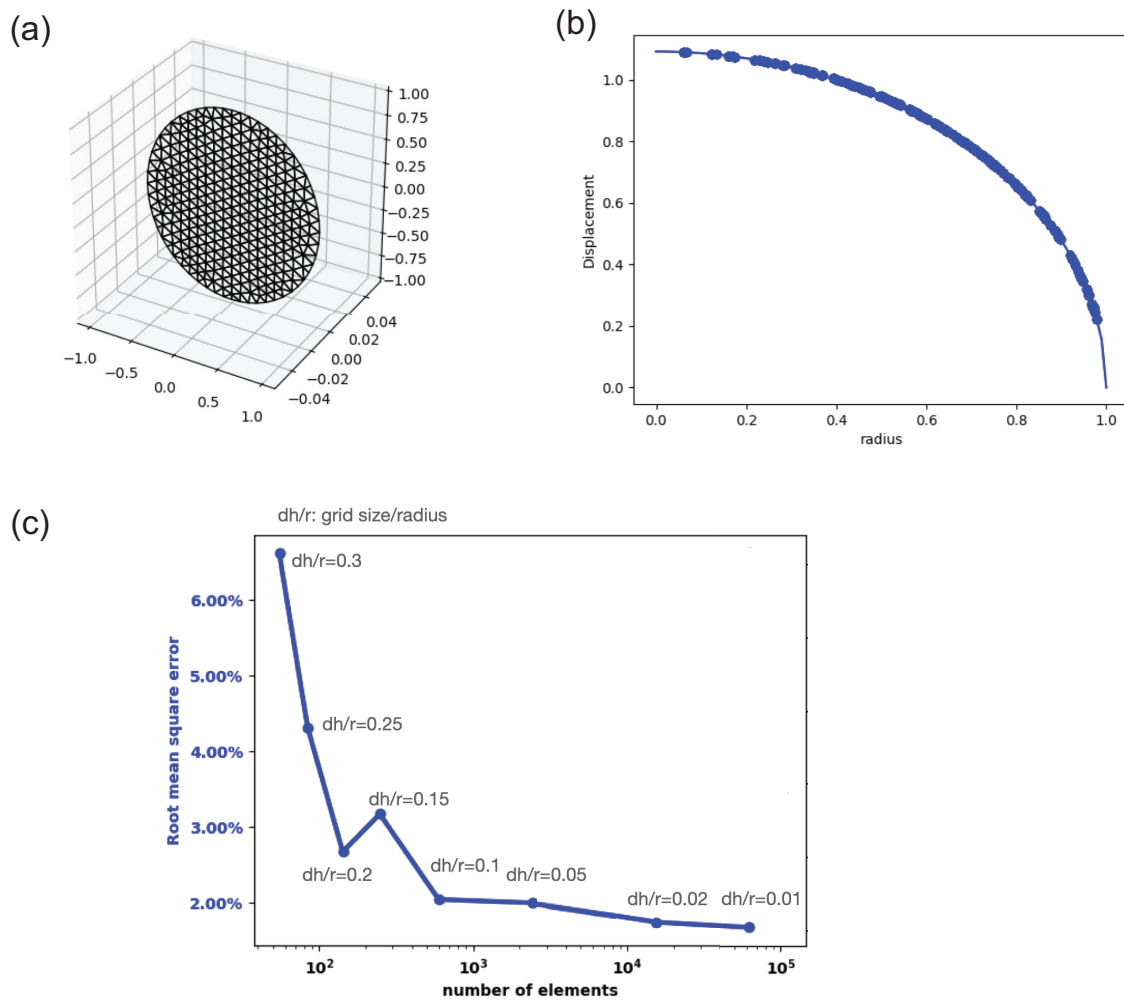 (a)
1.00
0.75
0.50
0.25
0.00
−0.25
−0.50
−0.75
−1.00
0.04
0.02
0.00
−0.02
−0.04
−1.0
−0.5
0.0
0.5
1.0
(b)
1.0
0.8
0.6
0.4
0.2
0.0
Displacement
0.0 0.2 0.4 0.6 0.8 1.0
radius
(c)
dh/r: grid size/radius
6.00%
5.00%
4.00%
3.00%
2.00%
Root mean square error
dh/r=0.3
dh/r=0.25
dh/r=0.15
dh/r=0.2
dh/r=0.1
dh/r=0.05
dh/r=0.02
dh/r=0.01
10² 10³ 10⁴ 10⁵
number of elements